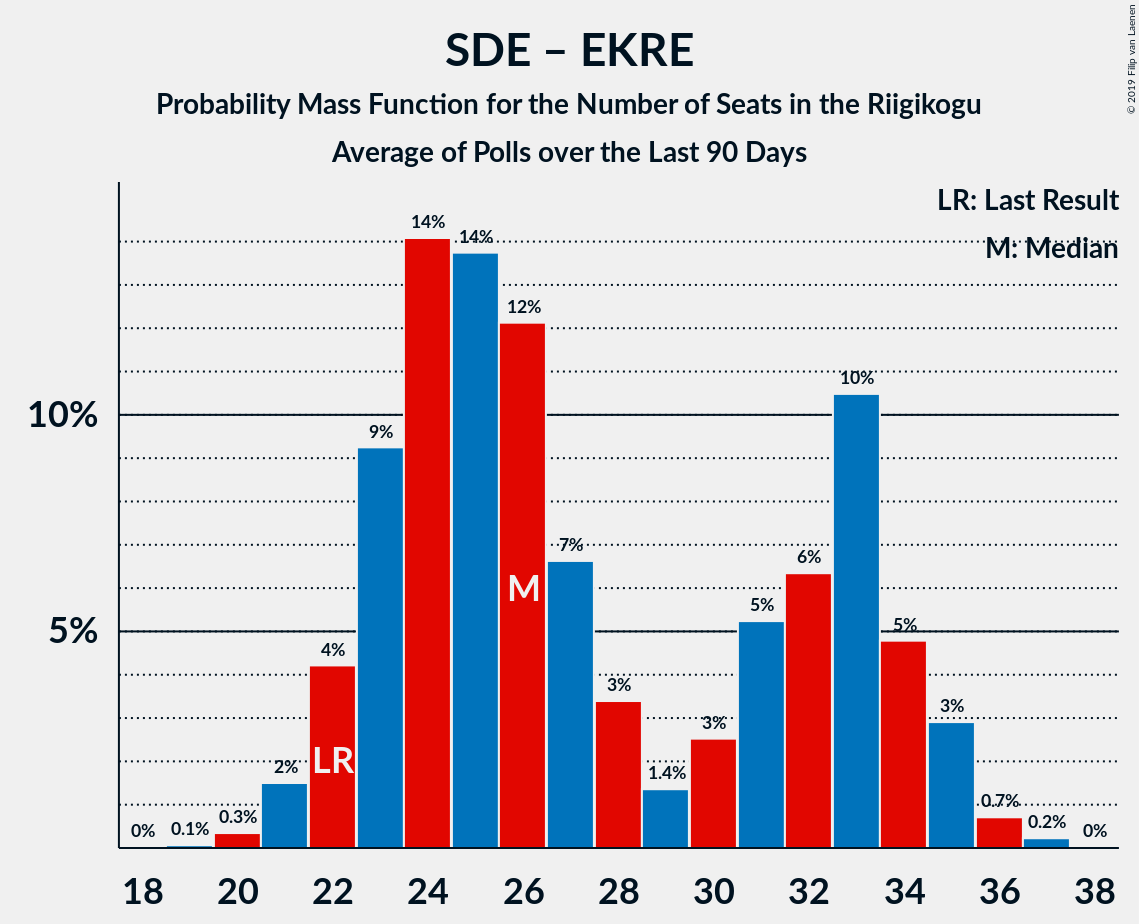 SDE – EKRE
Probability Mass Function for the Number of Seats in the Riigikogu
Average of Polls over the Last 90 Days
© 2019 Filip van Laenen
LR: Last Result
M: Median
10%
5%
0%
0.1%
0.3%
2%
4%
9%
14%
14%
12%
7%
3%
1.4%
3%
5%
6%
10%
5%
3%
0.7%
0.2%
0%
LR
M
18 20 22 24 26 28 30 32 34 36 38